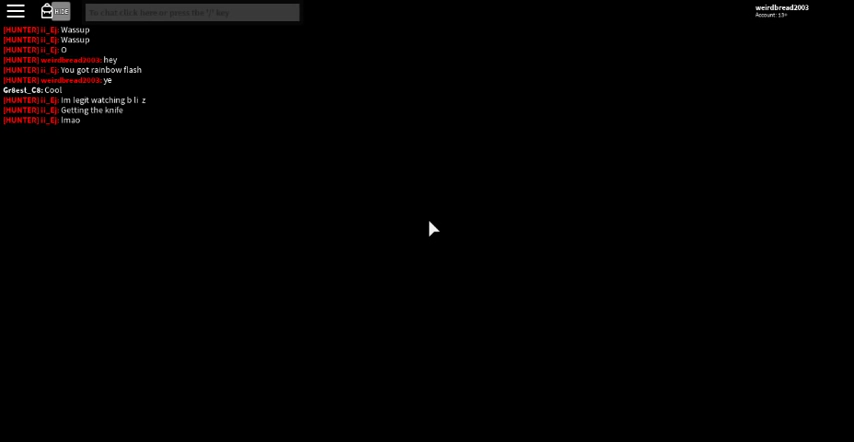 HIDE
To chat click here or press the "/" key
weirdbread2003
Account: 13+
[HUNTER] ii_Ej: Wassup
[HUNTER] ii_Ej: Wassup
[HUNTER] ii_Ej: O
[HUNTER] weirdbread2003: hey
[HUNTER] ii_Ej: You got rainbow flash
[HUNTER] weirdbread2003: ye
Gr8est_C8: Cool
[HUNTER] ii_Ej: Im legit watching b li z
[HUNTER] ii_Ej: Getting the knife
[HUNTER] ii_Ej: lmao